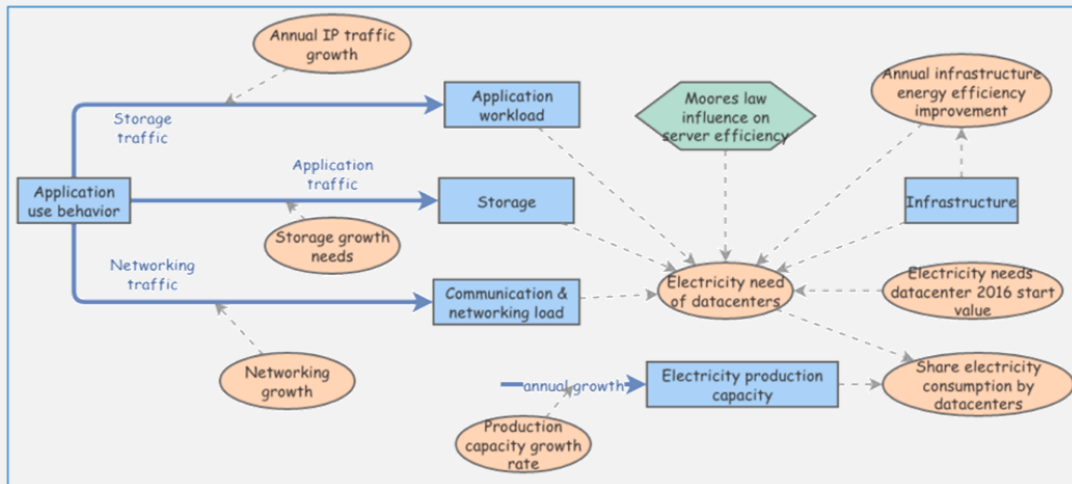 Annual IP traffic
growth
Storage
traffic
Application
workload
Moores law
influence on
server efficiency
Annual infrastructure
energy efficiency
improvement
Application
use behavior
Application
traffic
Storage
Infrastructure
Storage growth
needs
Networking
traffic
Communication &
networking load
Electricity need
of datacenters
Electricity needs
datacenter 2016 start
value
Networking
growth
annual growth
Electricity production
capacity
Share electricity
consumption by
datacenters
Production
capacity growth
rate